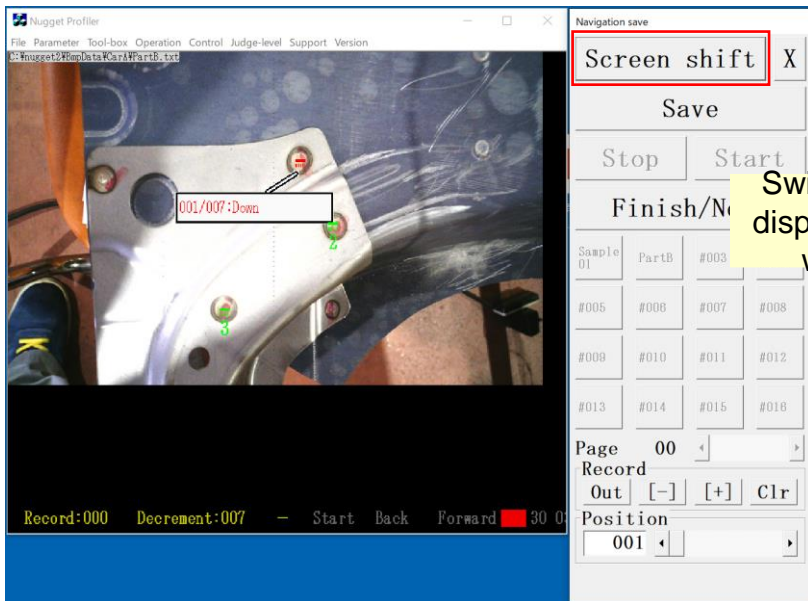 Nugget Profiler
File Parameter Tool-box Operation Control Judge-level Support Version
C:¥nugget2¥BmpData¥CarA¥PartB.txt
001/007:Down
2
3
Record:000 Decrement:007 - Start Back Forward 30
Navigation save
Screen shift X
Save
Stop Start
Finish/
Sample 01 PartB #003
#005 #006 #007 #008
#009 #010 #011 #012
#013 #014 #015 #016
Page 00
Record
Out [-] [+] Clr
Position
001